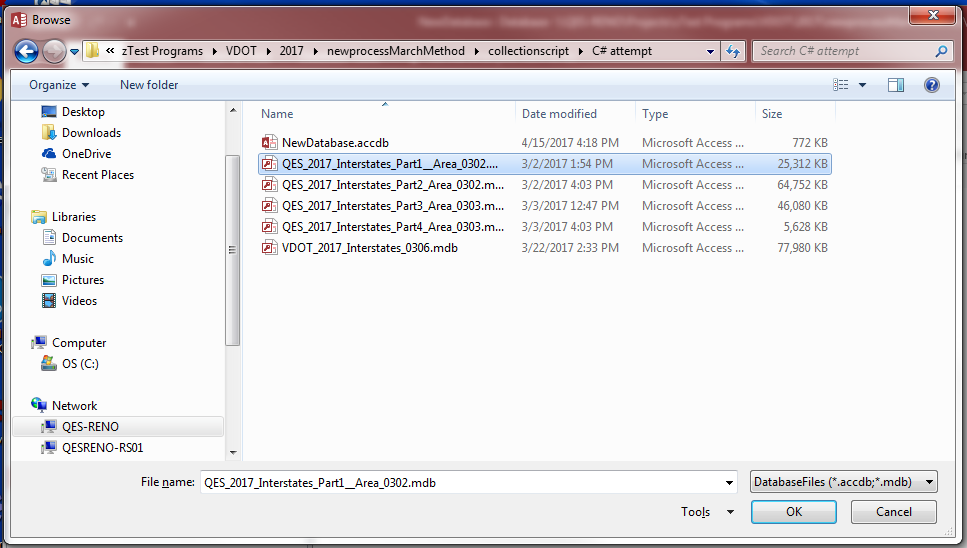 Browse
« zTest Programs ▸ VDOT ▸ 2017 ▸ newprocessMarchMethod ▸ collectionscript ▸ C# attempt
Search C# attempt
Organize New folder
Name Date modified Type Size
NewDatabase.accdb 4/15/2017 4:18 PM Microsoft Access ... 772 KB
QES_2017_Interstates_Part1__Area_0302.... 3/2/2017 1:54 PM Microsoft Access ... 25,312 KB
QES_2017_Interstates_Part2_Area_0302.m... 3/2/2017 4:03 PM Microsoft Access ... 64,752 KB
QES_2017_Interstates_Part3_Area_0303.m... 3/3/2017 12:47 PM Microsoft Access ... 46,080 KB
QES_2017_Interstates_Part4_Area_0303.m... 3/3/2017 4:03 PM Microsoft Access ... 5,628 KB
VDOT_2017_Interstates_0306.mdb 3/22/2017 2:33 PM Microsoft Access ... 77,980 KB
Desktop
Downloads
OneDrive
Recent Places
Libraries
Documents
Music
Pictures
Videos
Computer
OS (C:)
Network
QES-RENO
QESRENO-RS01
File name: QES_2017_Interstates_Part1__Area_0302.mdb
DatabaseFiles (*.accdb;*.mdb)
Tools OK Cancel